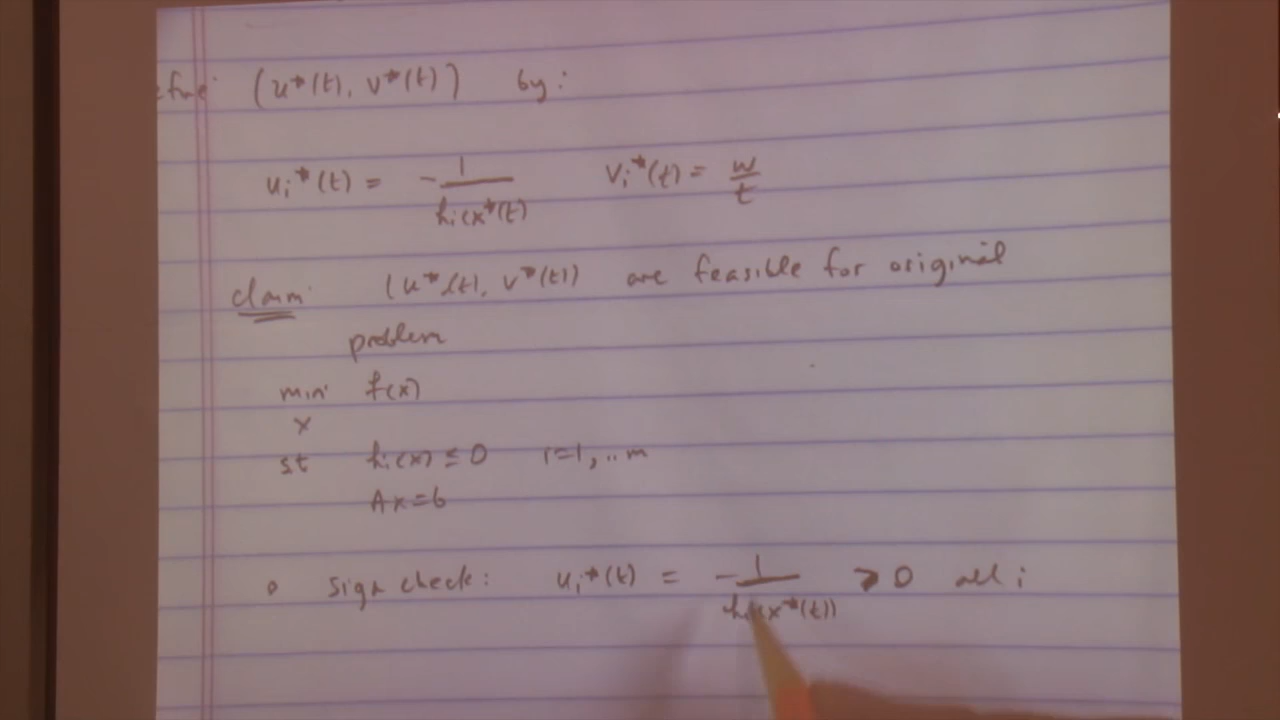 (u*(t), v*(t)) by:
uᵢ*(t) = - 1/hᵢ(x*(t) vᵢ*(t) = w/t
claim (u*(t), v*(t)) are feasible for original
problem
min f(x)
x
st hᵢ(x) ≤ 0 i=1,..m
Ax=b
o sign check: uᵢ*(t) = - 1/hᵢ(x*(t)) > 0 all i